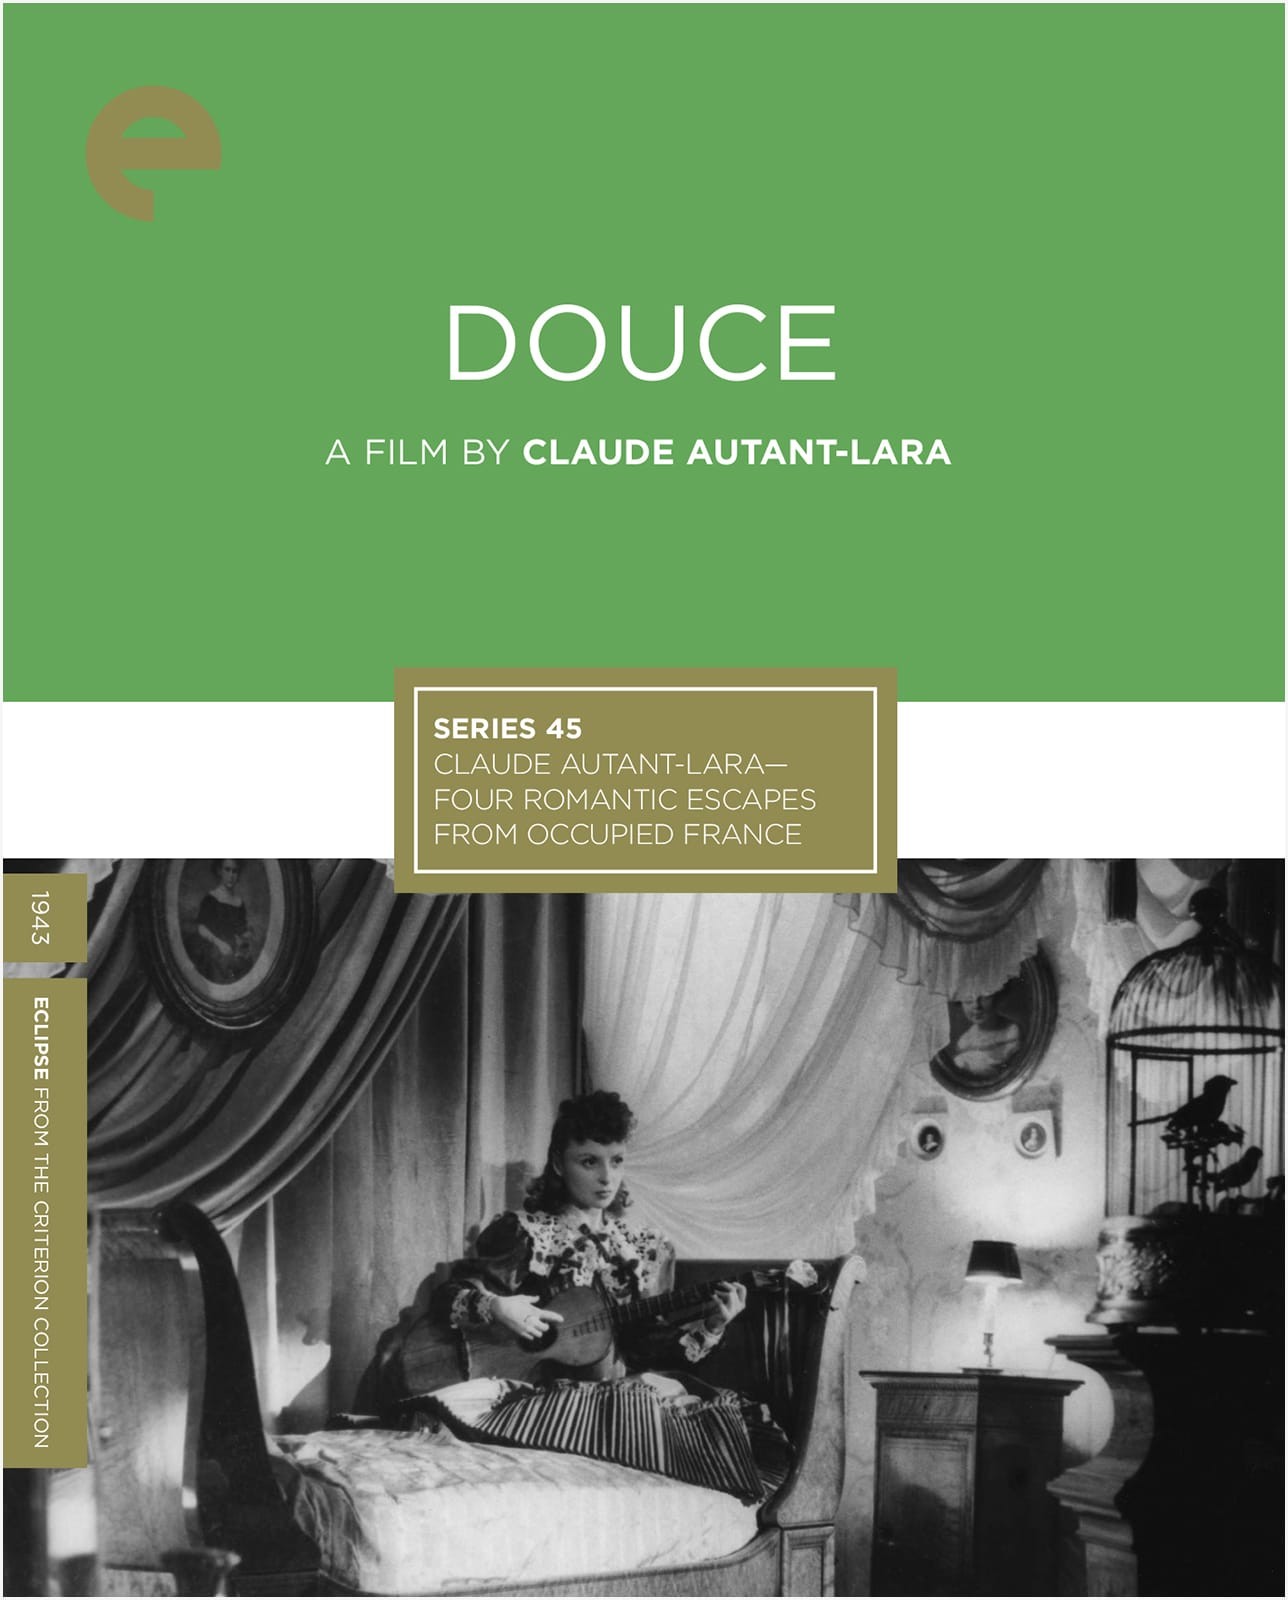 e
DOUCE
A FILM BY CLAUDE AUTANT-LARA
SERIES 45
CLAUDE AUTANT-LARA—
FOUR ROMANTIC ESCAPES
FROM OCCUPIED FRANCE
1943
ECLIPSE FROM THE CRITERION COLLECTION